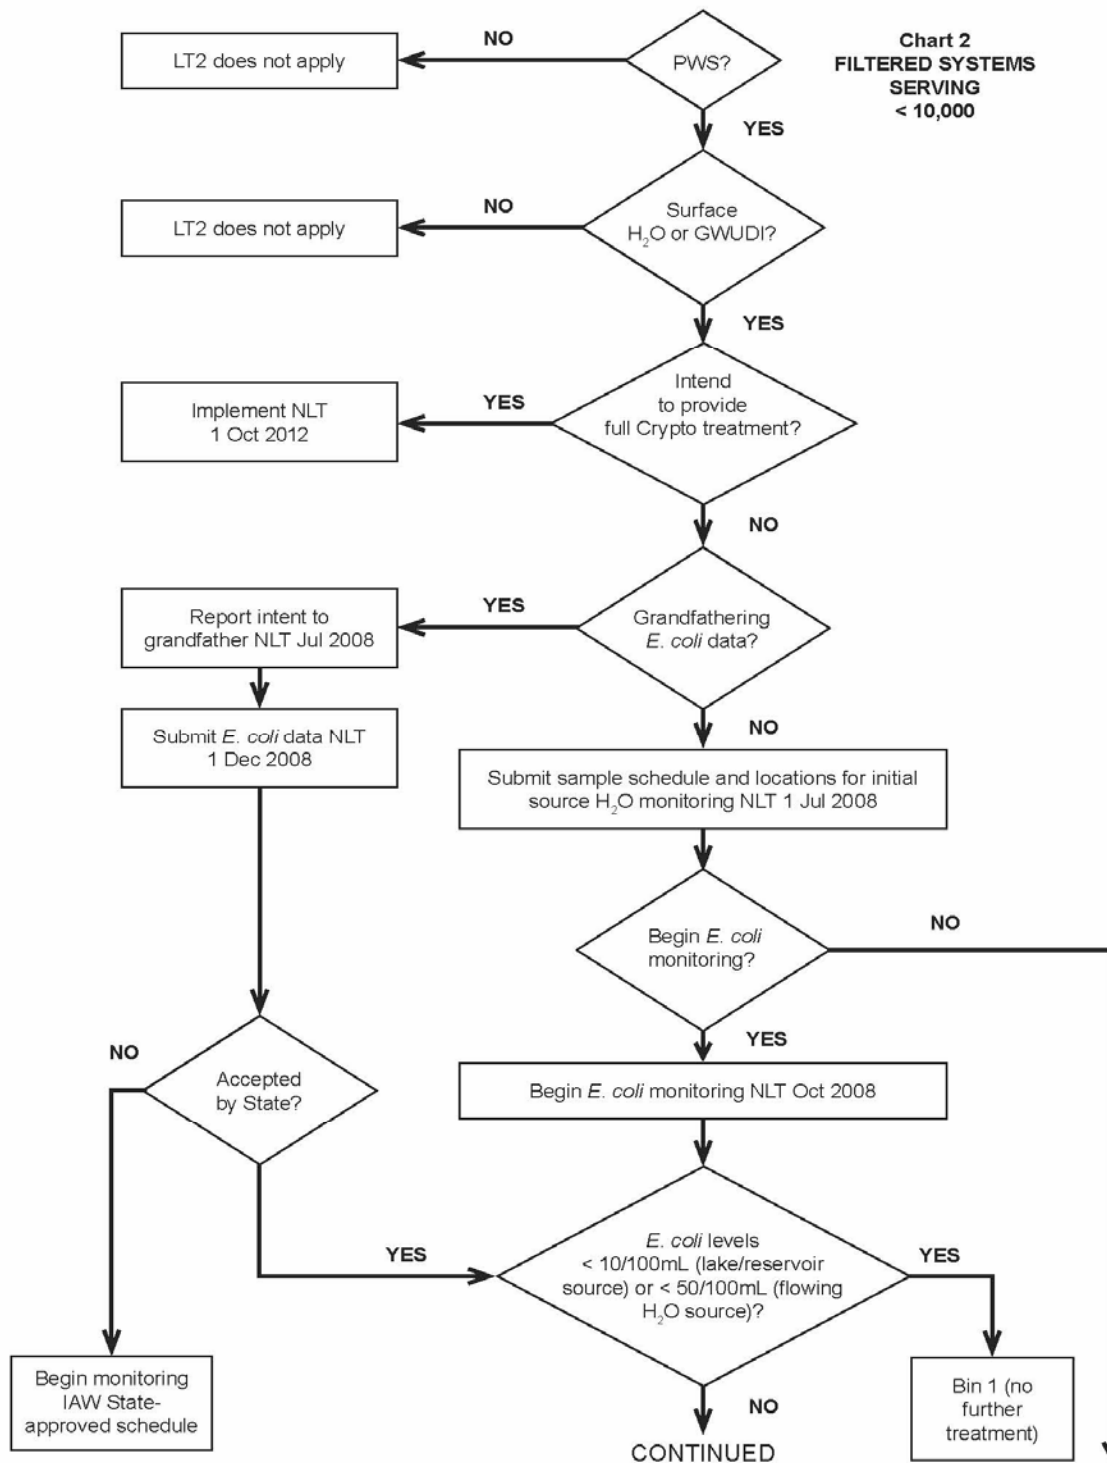 Chart 2
FILTERED SYSTEMS
SERVING
< 10,000
PWS?
NO
LT2 does not apply
YES
Surface
H₂O or GWUDI?
NO
LT2 does not apply
YES
Intend
to provide
full Crypto treatment?
YES
Implement NLT
1 Oct 2012
NO
Grandfathering
E. coli data?
YES
Report intent to
grandfather NLT Jul 2008
Submit E. coli data NLT
1 Dec 2008
NO
Submit sample schedule and locations for initial
source H₂O monitoring NLT 1 Jul 2008
Begin E. coli
monitoring?
NO
YES
Begin E. coli monitoring NLT Oct 2008
Accepted
by State?
NO
YES
E. coli levels
< 10/100mL (lake/reservoir
source) or < 50/100mL (flowing
H₂O source)?
YES
Begin monitoring
IAW State-
approved schedule
Bin 1 (no
further
treatment)
NO
CONTINUED